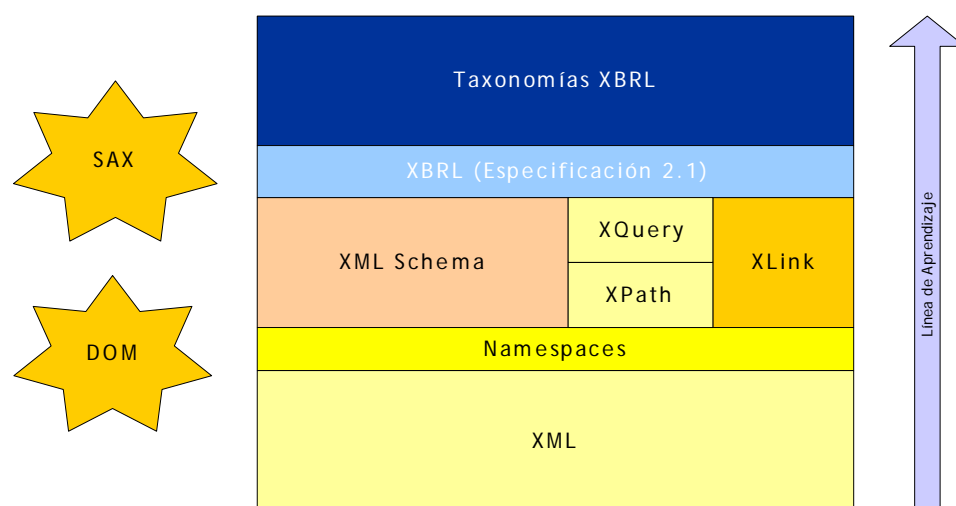 Taxonomías XBRL
SAX
XBRL (Especificación 2.1)
XML Schema
XQuery
XPath
XLink
DOM
Namespaces
XML
Línea de Aprendizaje